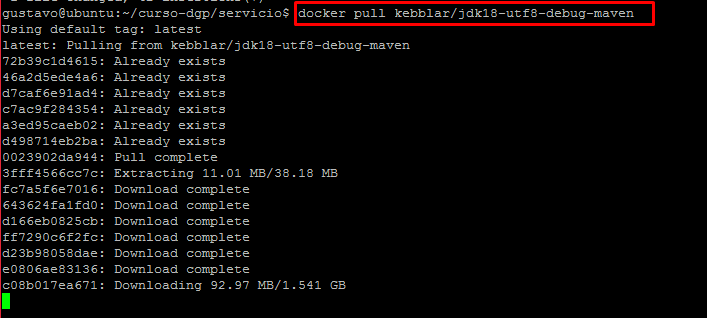 gustavo@ubuntu:~/curso-dgp/servicio$ docker pull kebblar/jdk18-utf8-debug-maven
Using default tag: latest
latest: Pulling from kebblar/jdk18-utf8-debug-maven
72b39c1d4615: Already exists
46a2d5ede4a6: Already exists
d7caf6e91ad4: Already exists
c7ac9f284354: Already exists
a3ed95caeb02: Already exists
d498714eb2ba: Already exists
0023902da944: Pull complete
3fff4566cc7c: Extracting 11.01 MB/38.18 MB
fc7a5f6e7016: Download complete
643624fa1fd0: Download complete
d166eb0825cb: Download complete
ff7290c6f2fc: Download complete
d23b98058dae: Download complete
e0806ae83136: Download complete
c08b017ea671: Downloading 92.97 MB/1.541 GB